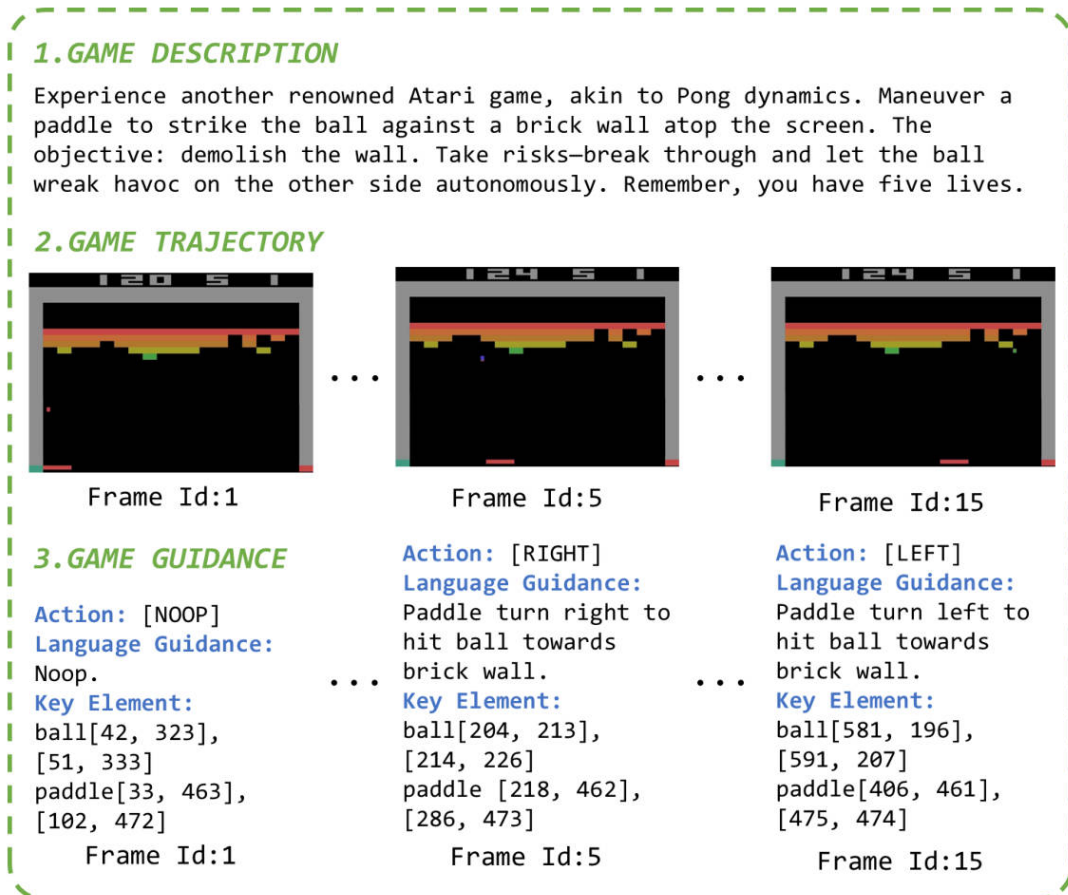 1.GAME DESCRIPTION
Experience another renowned Atari game, akin to Pong dynamics. Maneuver a
paddle to strike the ball against a brick wall atop the screen. The
objective: demolish the wall. Take risks—break through and let the ball
wreak havoc on the other side autonomously. Remember, you have five lives.
2.GAME TRAJECTORY
120 5 1
124 5 1
124 5 1
... ...
Frame Id:1
Frame Id:5
Frame Id:15
3.GAME GUIDANCE
Action: [NOOP]
Language Guidance:
Noop.
Key Element:
ball[42, 323],
[51, 333]
paddle[33, 463],
[102, 472]
Frame Id:1
...
Action: [RIGHT]
Language Guidance:
Paddle turn right to
hit ball towards
brick wall.
Key Element:
ball[204, 213],
[214, 226]
paddle [218, 462],
[286, 473]
Frame Id:5
...
Action: [LEFT]
Language Guidance:
Paddle turn left to
hit ball towards
brick wall.
Key Element:
ball[581, 196],
[591, 207]
paddle[406, 461],
[475, 474]
Frame Id:15